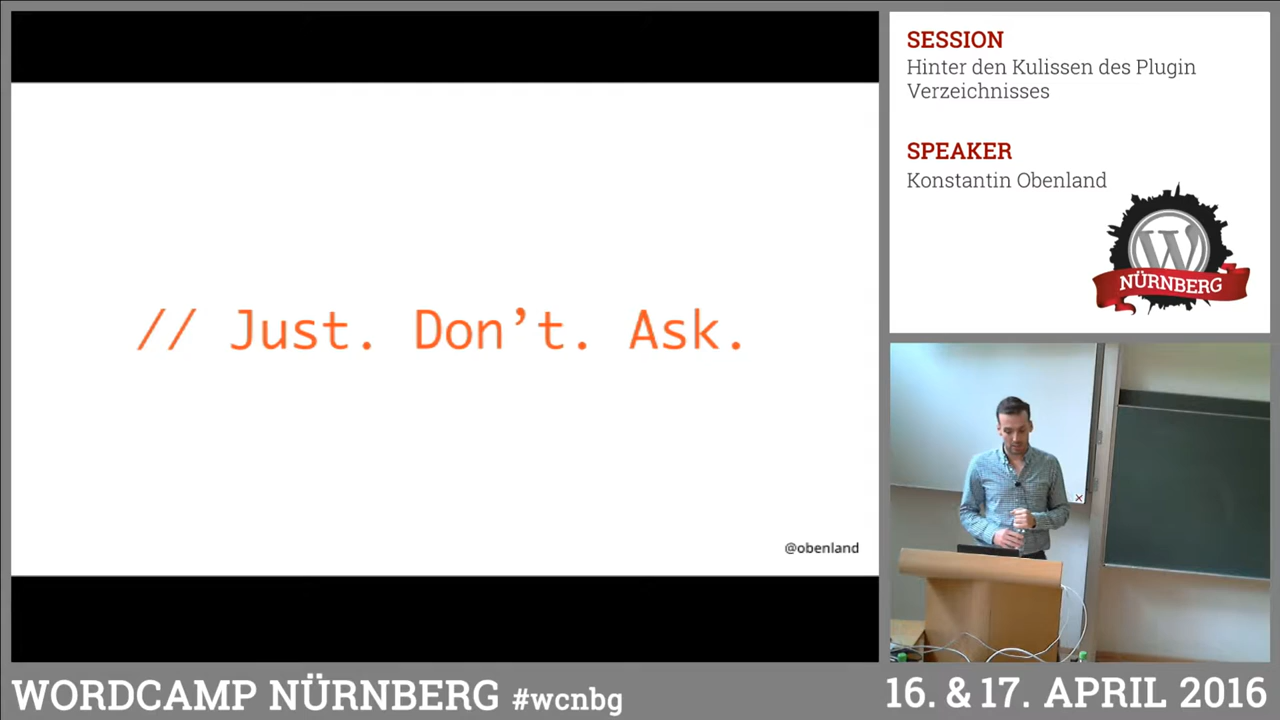 // Just. Don’t. Ask.
@obenland
SESSION
Hinter den Kulissen des Plugin
Verzeichnisses
SPEAKER
Konstantin Obenland
W
NÜRNBERG
WORDCAMP NÜRNBERG #wcnbg
16. & 17. APRIL 2016